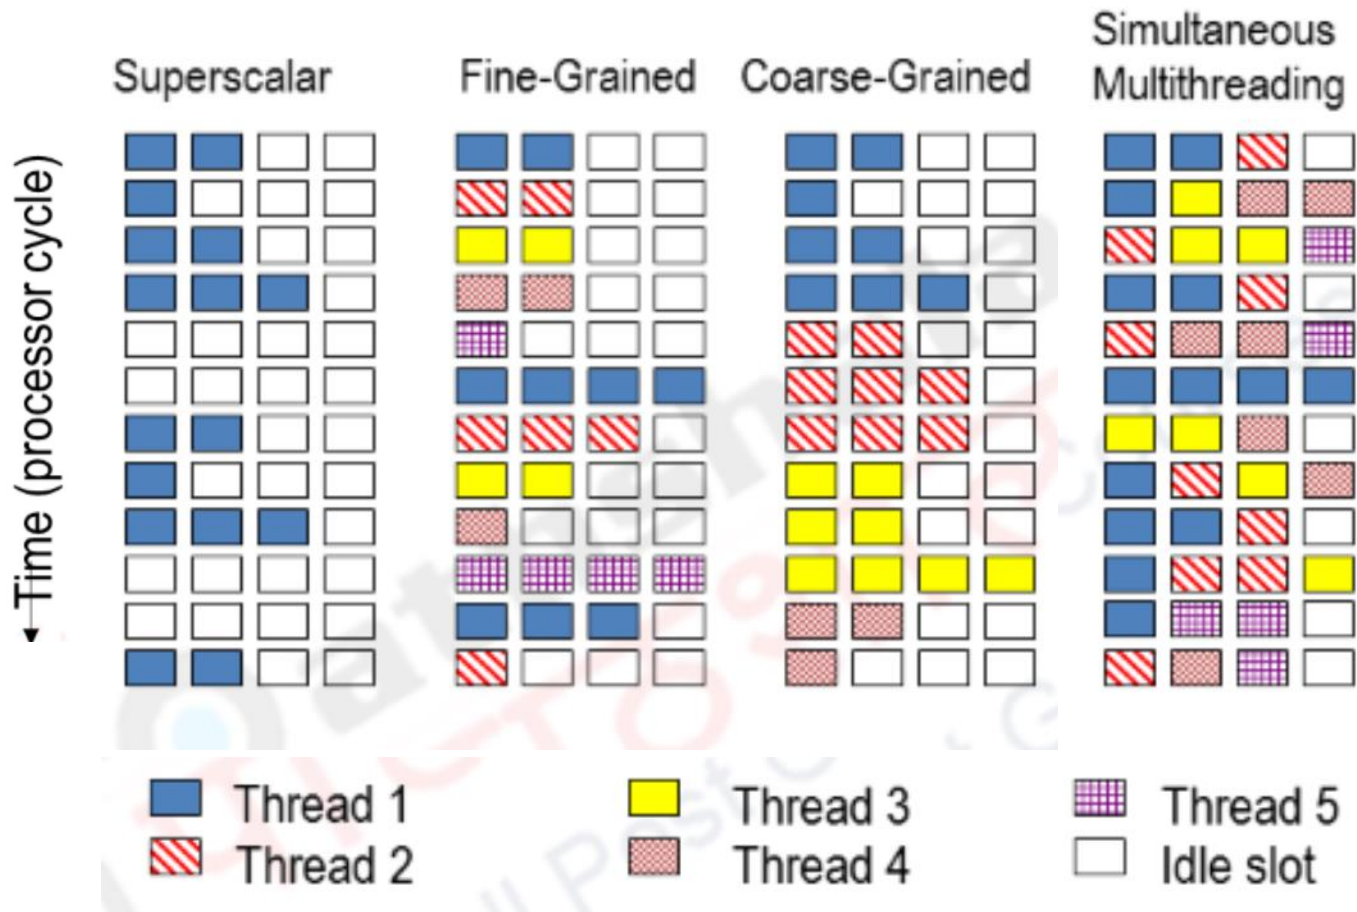 Superscalar
Fine-Grained
Coarse-Grained
Simultaneous
Multithreading
Time (processor cycle)
Thread 1
Thread 3
Thread 5
Thread 2
Thread 4
Idle slot